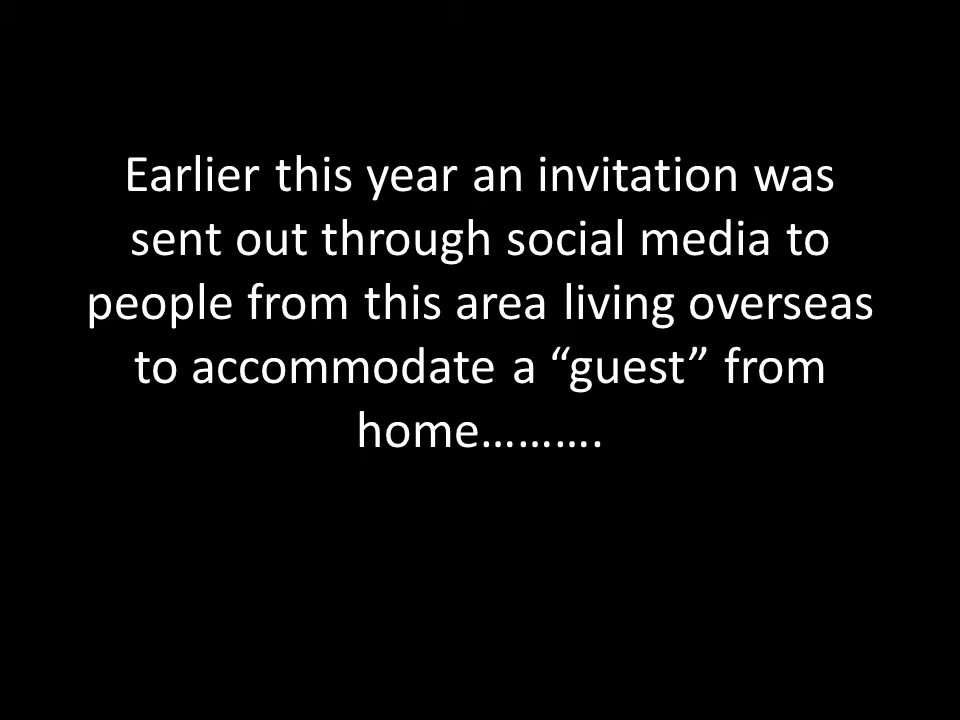 Earlier this year an invitation was
sent out through social media to
people from this area living overseas
to accommodate a “guest” from
home……….